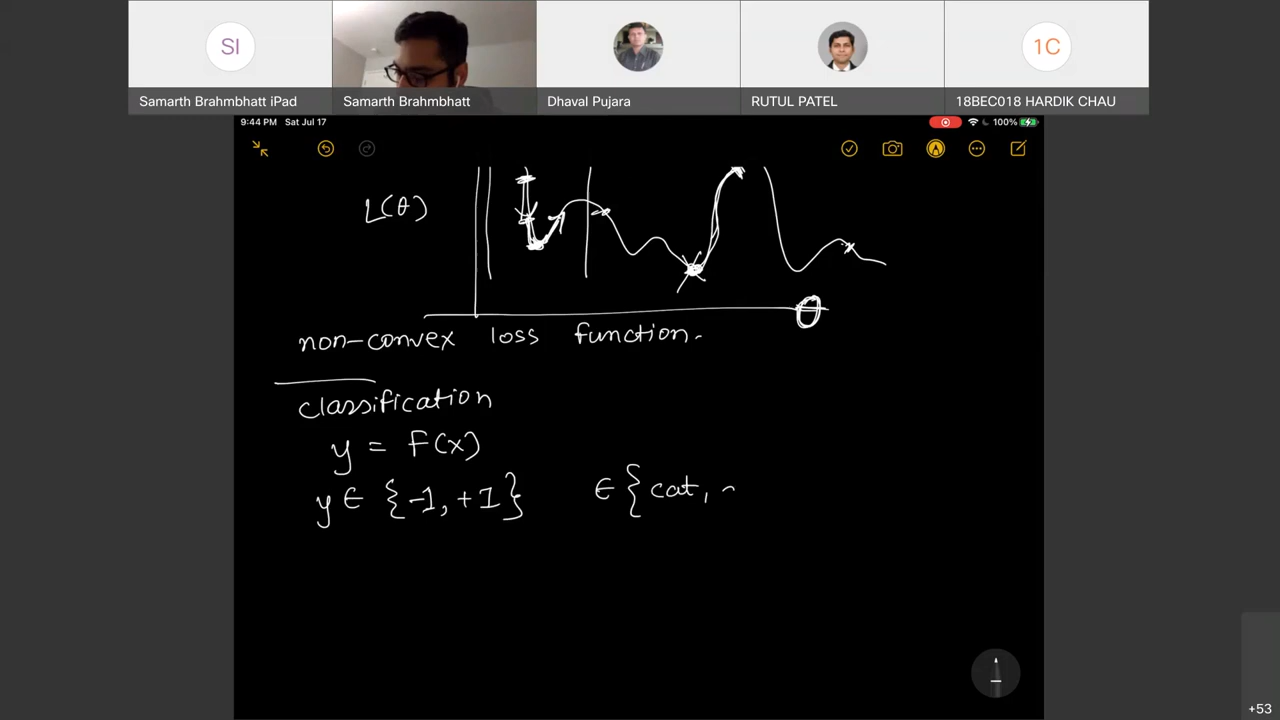 SI
1C
Samarth Brahmbhatt iPad
Samarth Brahmbhatt
Dhaval Pujara
RUTUL PATEL
18BEC018 HARDIK CHAU
9:44 PM Sat Jul 17
100%
L(θ)
θ
non-convex loss function.
classification
y = F(x)
y ∈ {-1, +1} ∈ {cat,
+53